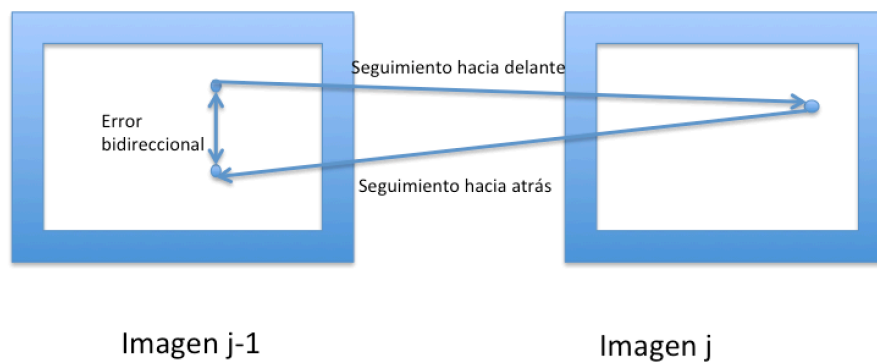 Seguimiento hacia delante
Error
bidireccional
Seguimiento hacia atrás
Imagen j-1
Imagen j